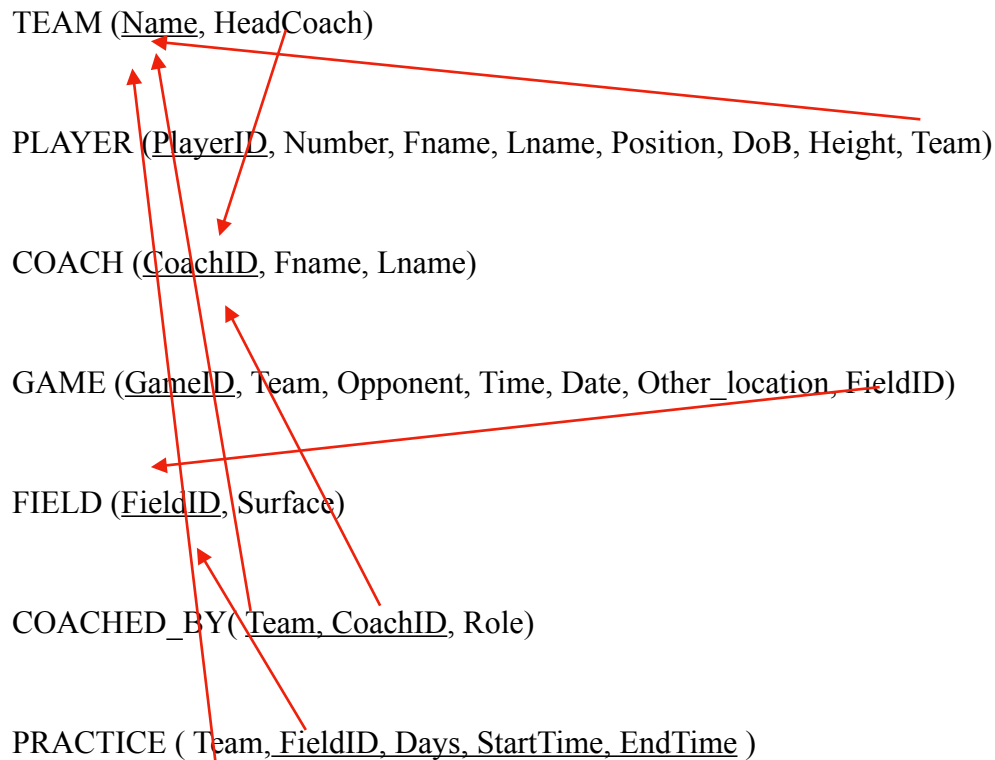 TEAM (Name, HeadCoach)
PLAYER (PlayerID, Number, Fname, Lname, Position, DoB, Height, Team)
COACH (CoachID, Fname, Lname)
GAME (GameID, Team, Opponent, Time, Date, Other_location, FieldID)
FIELD (FieldID, Surface)
COACHED_BY( Team, CoachID, Role)
PRACTICE ( Team, FieldID, Days, StartTime, EndTime )